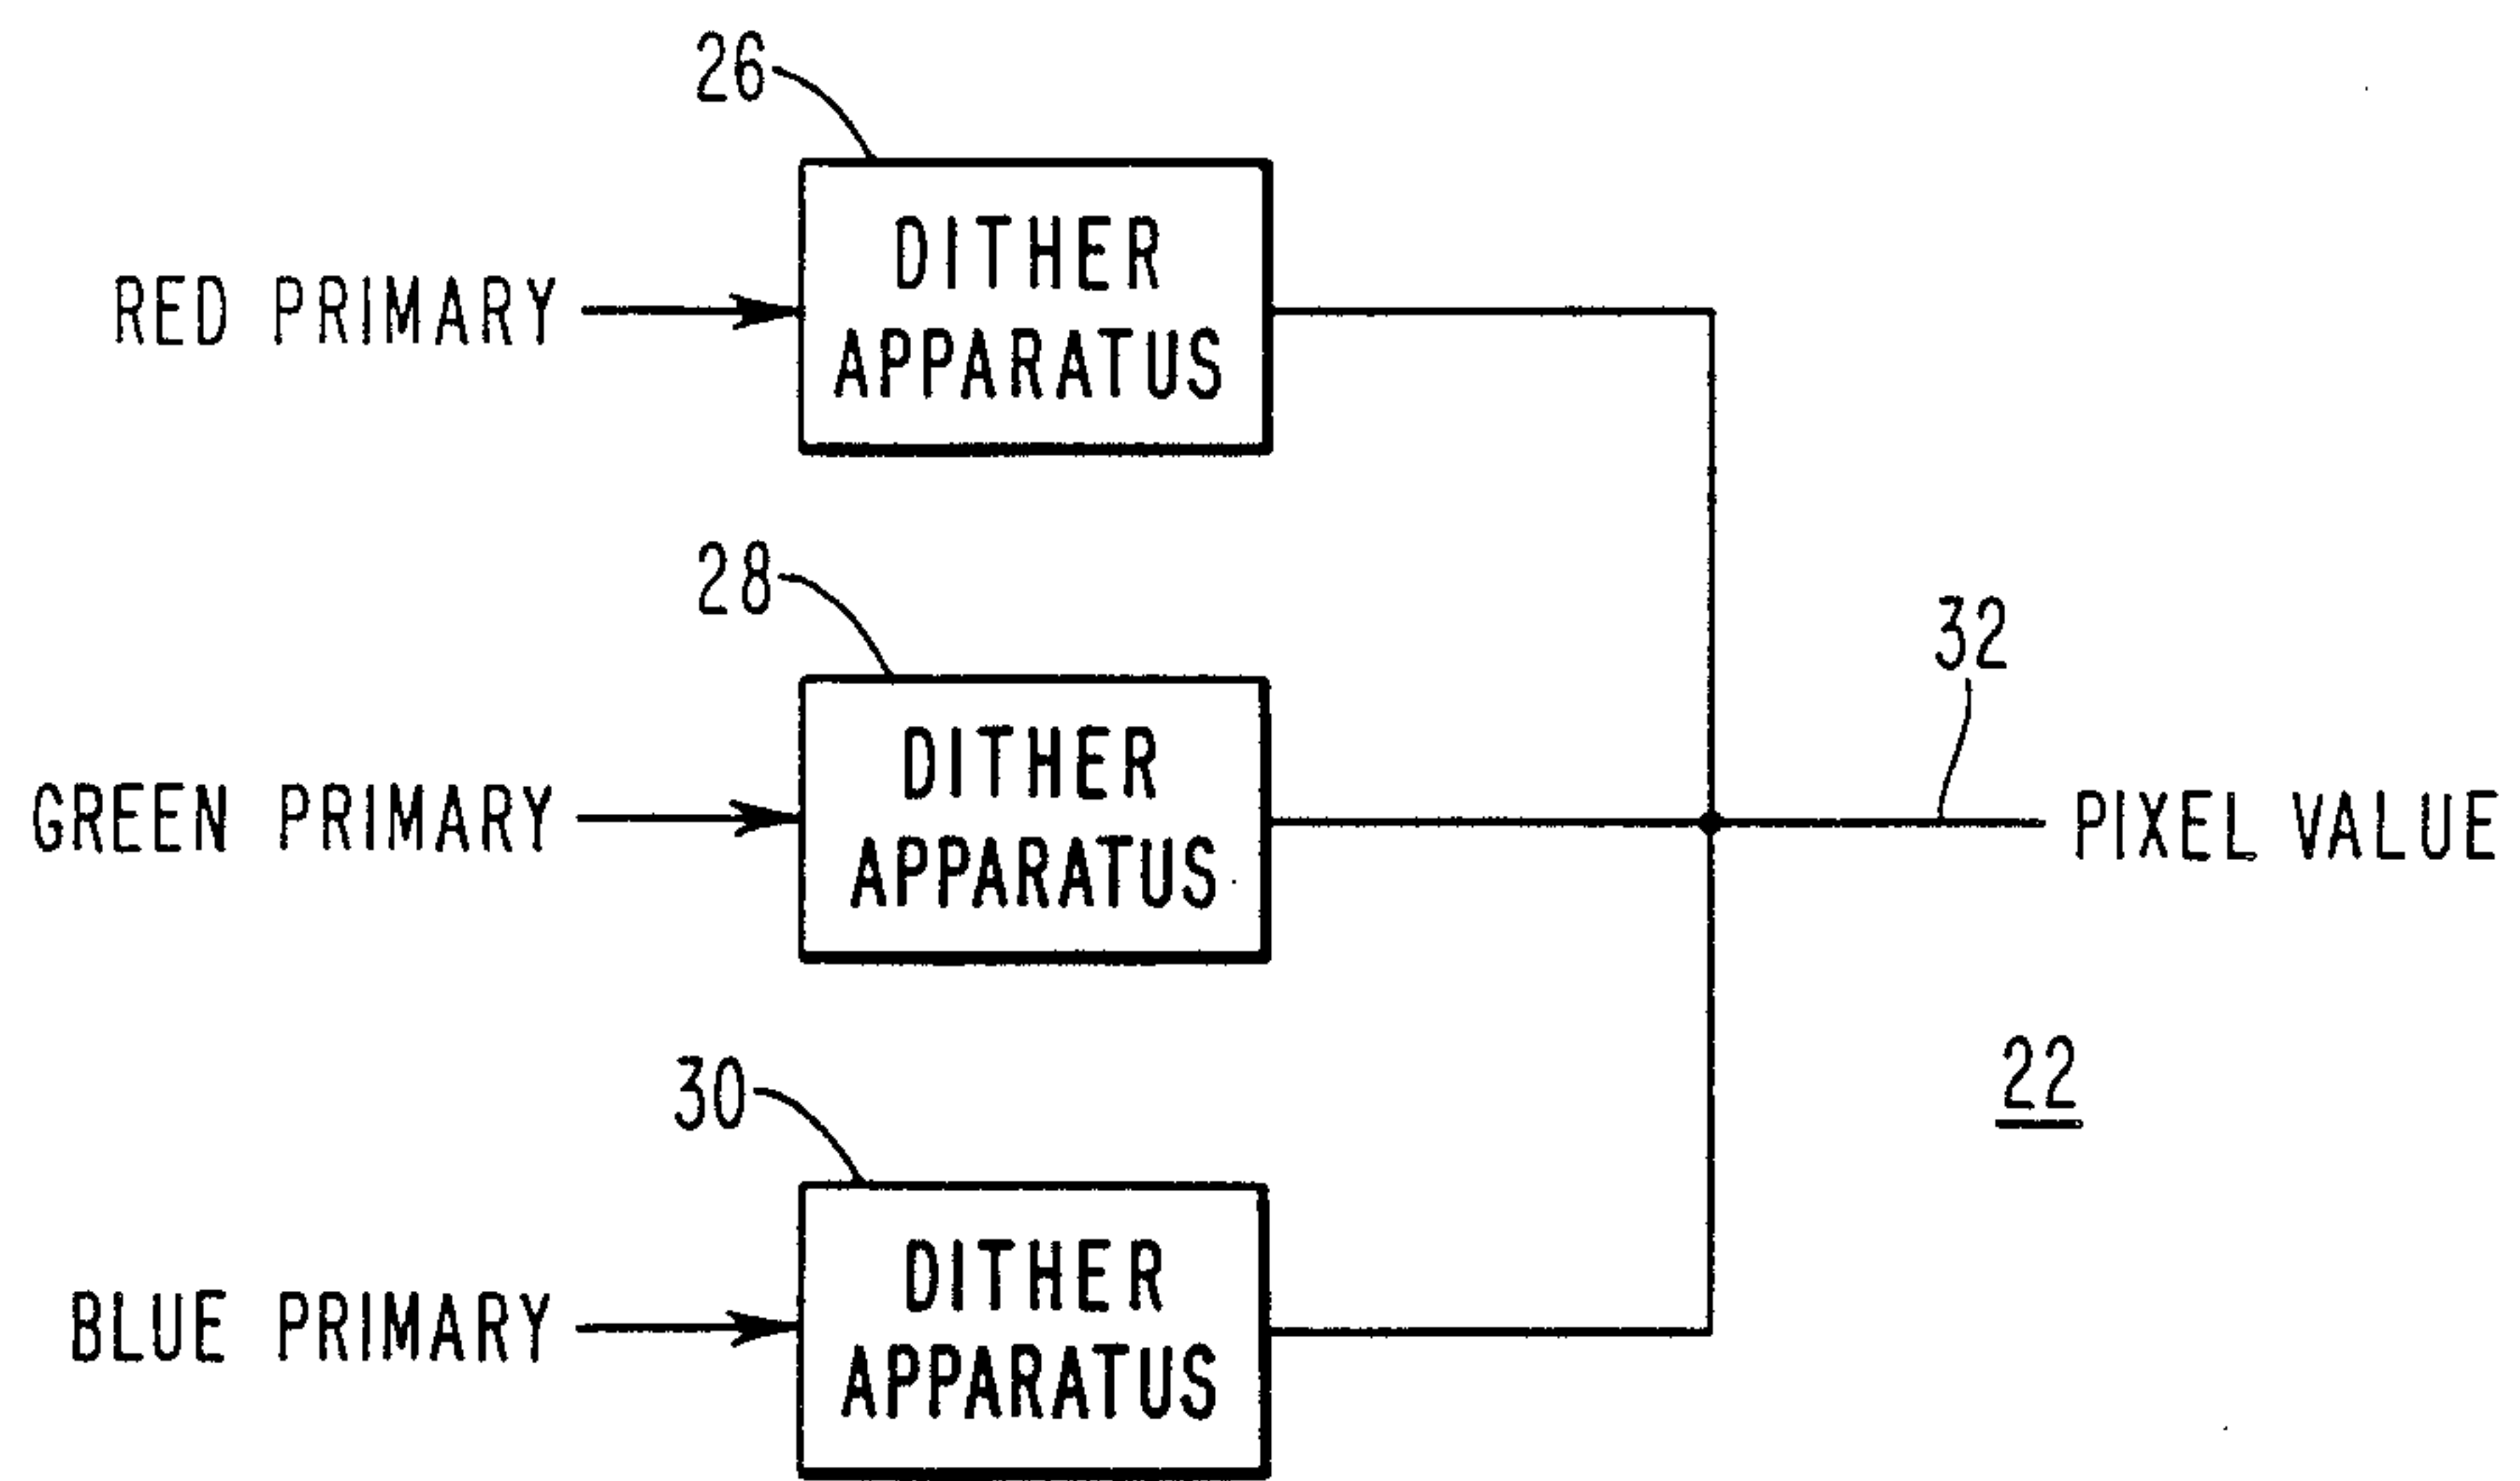 26
DITHER
APPARATUS
RED PRIMARY
28
DITHER
APPARATUS
GREEN PRIMARY
32
PIXEL VALUE
22
30
DITHER
APPARATUS
BLUE PRIMARY